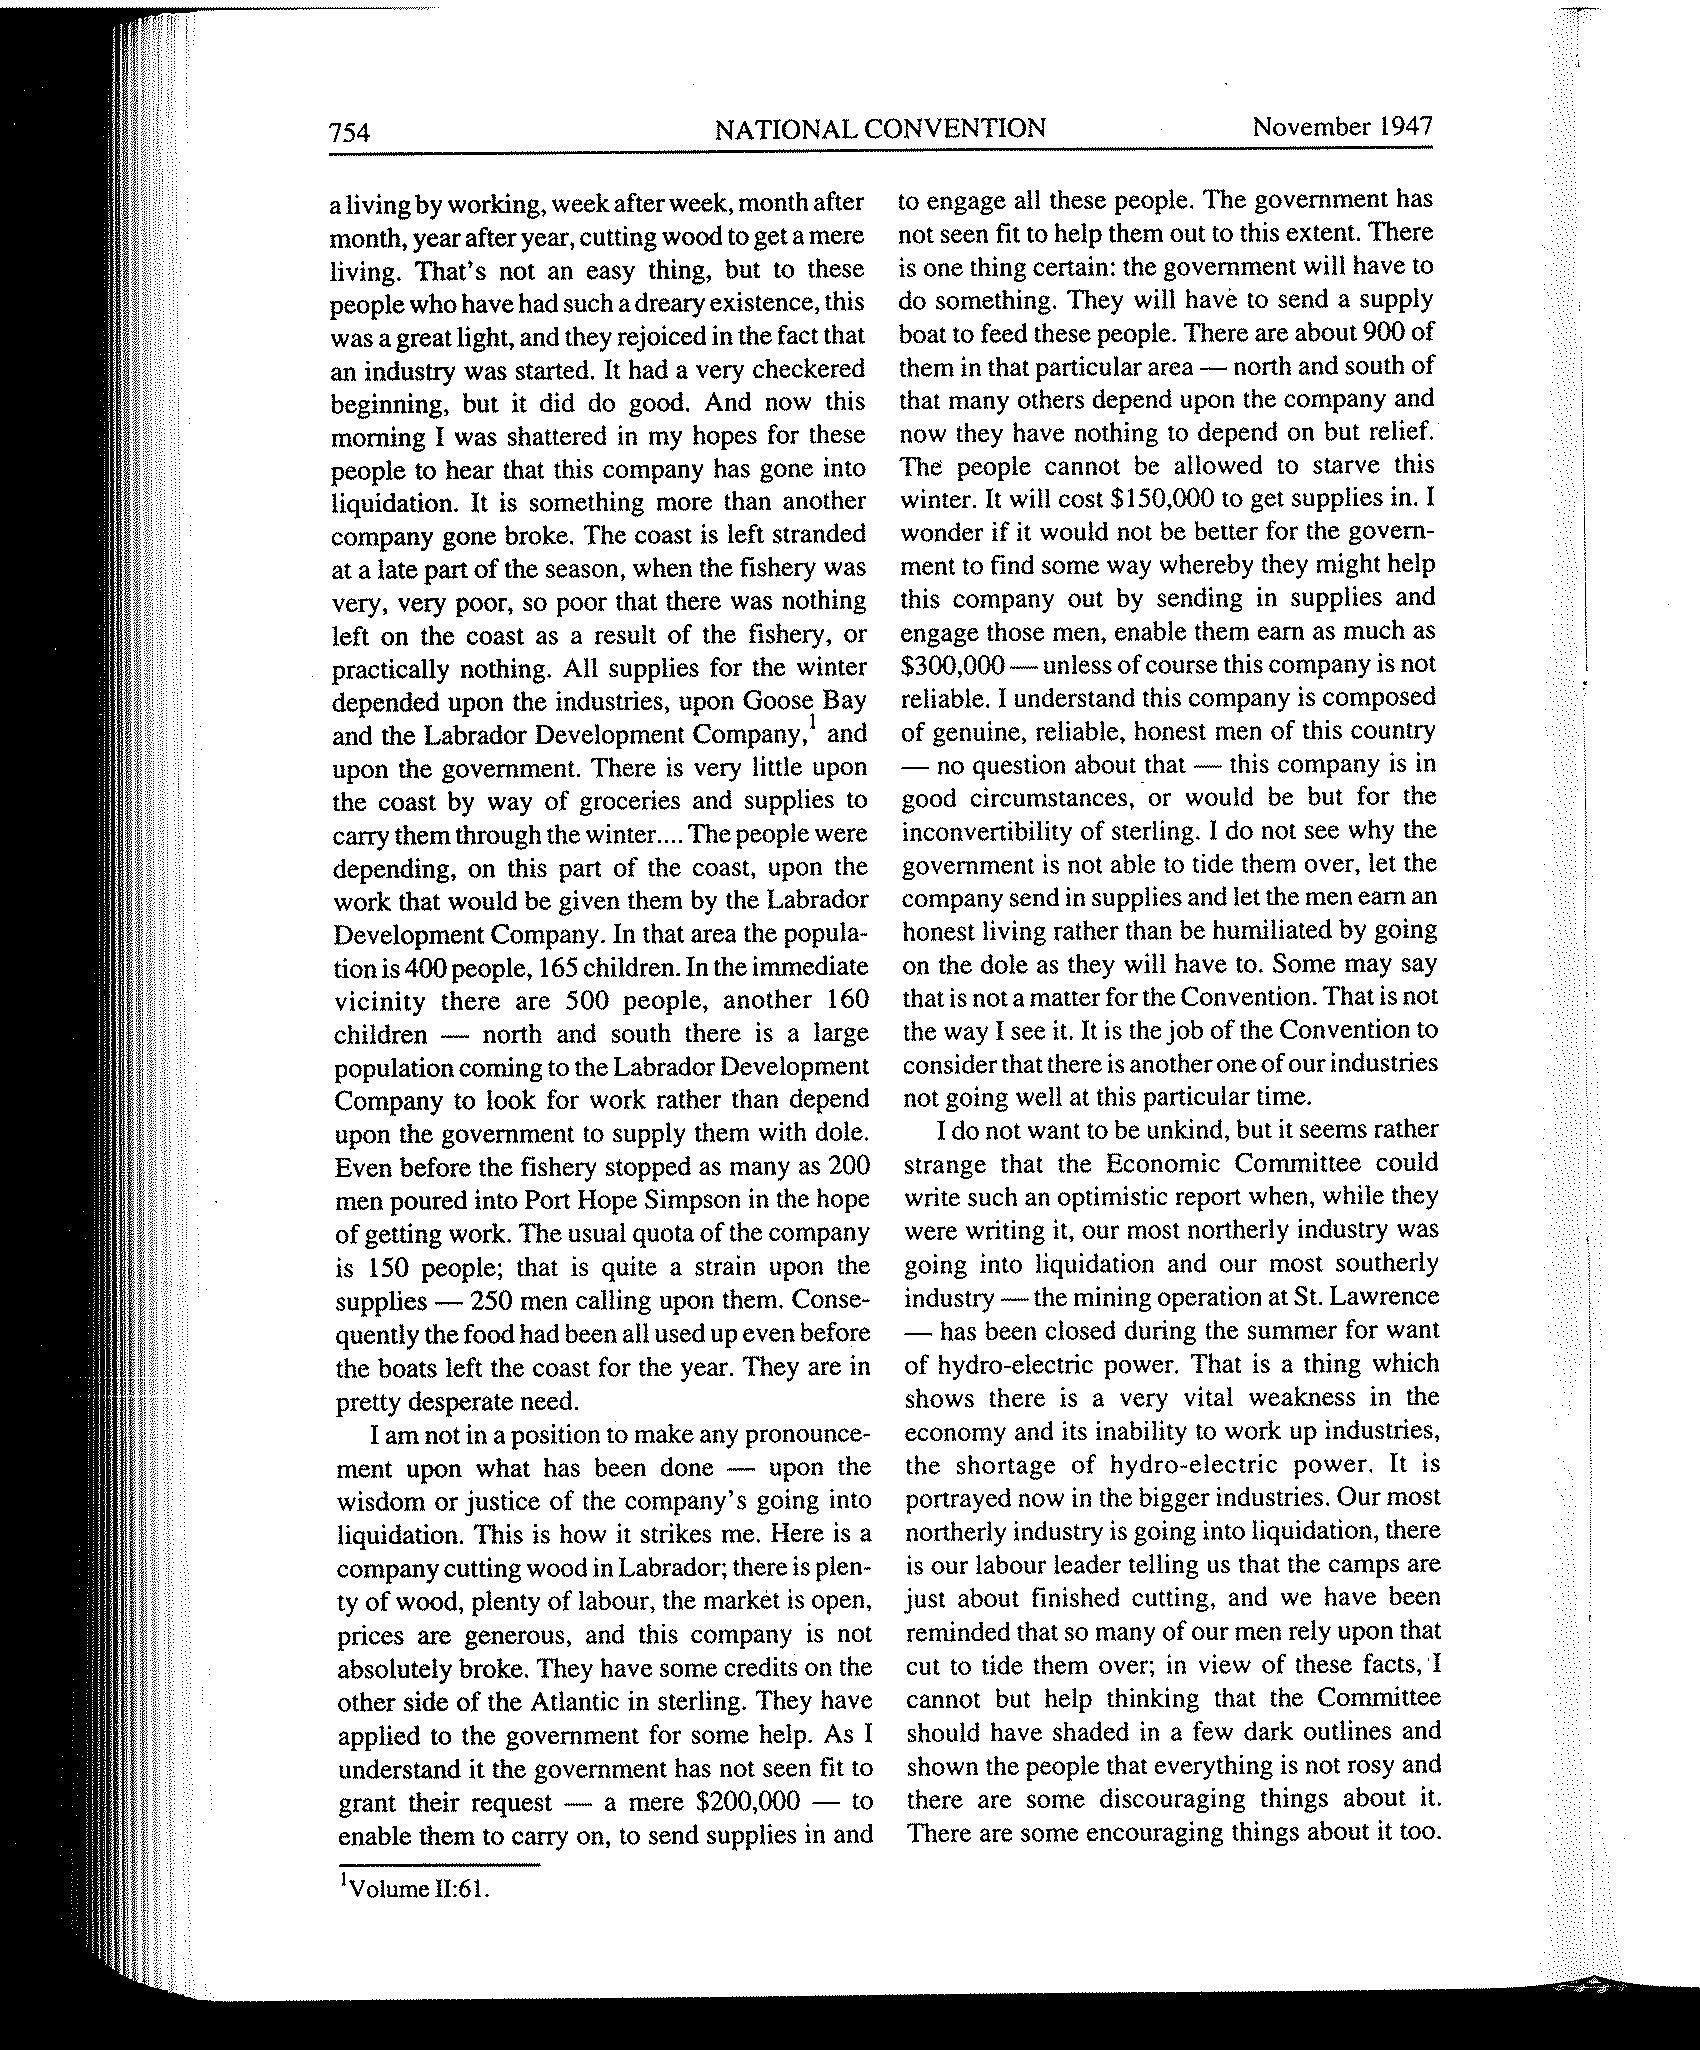 754
NATIONAL CONVENTION
November 1947
a living by working, week after week, month after
month, year after year, cutting wood to get a mere
living. That's not an easy thing, but to these
people who have had such a dreary existence, this
was a great light, and they rejoiced in the fact that
an industry was started. It had a very checkered
beginning, but it did do good. And now this
morning I was shattered in my hopes for these
people to hear that this company has gone into
liquidation. It is something more than another
company gone broke. The coast is left stranded
at a late part of the season, when the fishery was
very, very poor, so poor that there was nothing
left on the coast as a result of the fishery, or
practically nothing. All supplies for the winter
depended upon the industries, upon Goose Bay
and the Labrador Development Company,¹ and
upon the government. There is very little upon
the coast by way of groceries and supplies to
carry them through the winter.... The people were
depending, on this part of the coast, upon the
work that would be given them by the Labrador
Development Company. In that area the popula-
tion is 400 people, 165 children. In the immediate
vicinity there are 500 people, another 160
children — north and south there is a large
population coming to the Labrador Development
Company to look for work rather than depend
upon the government to supply them with dole.
Even before the fishery stopped as many as 200
men poured into Port Hope Simpson in the hope
of getting work. The usual quota of the company
is 150 people; that is quite a strain upon the
supplies — 250 men calling upon them. Conse-
quently the food had been all used up even before
the boats left the coast for the year. They are in
pretty desperate need.
I am not in a position to make any pronounce-
ment upon what has been done — upon the
wisdom or justice of the company's going into
liquidation. This is how it strikes me. Here is a
company cutting wood in Labrador; there is plen-
ty of wood, plenty of labour, the market is open,
prices are generous, and this company is not
absolutely broke. They have some credits on the
other side of the Atlantic in sterling. They have
applied to the government for some help. As I
understand it the government has not seen fit to
grant their request — a mere $200,000 — to
enable them to carry on, to send supplies in and
¹Volume II:61.
to engage all these people. The government has
not seen fit to help them out to this extent. There
is one thing certain: the government will have to
do something. They will have to send a supply
boat to feed these people. There are about 900 of
them in that particular area — north and south of
that many others depend upon the company and
now they have nothing to depend on but relief.
The people cannot be allowed to starve this
winter. It will cost $150,000 to get supplies in. I
wonder if it would not be better for the govern-
ment to find some way whereby they might help
this company out by sending in supplies and
engage those men, enable them earn as much as
$300,000 — unless of course this company is not
reliable. I understand this company is composed
of genuine, reliable, honest men of this country
— no question about that — this company is in
good circumstances, or would be but for the
inconvertibility of sterling. I do not see why the
government is not able to tide them over, let the
company send in supplies and let the men earn an
honest living rather than be humiliated by going
on the dole as they will have to. Some may say
that is not a matter for the Convention. That is not
the way I see it. It is the job of the Convention to
consider that there is another one of our industries
not going well at this particular time.
I do not want to be unkind, but it seems rather
strange that the Economic Committee could
write such an optimistic report when, while they
were writing it, our most northerly industry was
going into liquidation and our most southerly
industry — the mining operation at St. Lawrence
— has been closed during the summer for want
of hydro-electric power. That is a thing which
shows there is a very vital weakness in the
economy and its inability to work up industries,
the shortage of hydro-electric power. It is
portrayed now in the bigger industries. Our most
northerly industry is going into liquidation, there
is our labour leader telling us that the camps are
just about finished cutting, and we have been
reminded that so many of our men rely upon that
cut to tide them over; in view of these facts, I
cannot but help thinking that the Committee
should have shaded in a few dark outlines and
shown the people that everything is not rosy and
there are some discouraging things about it.
There are some encouraging things about it too.